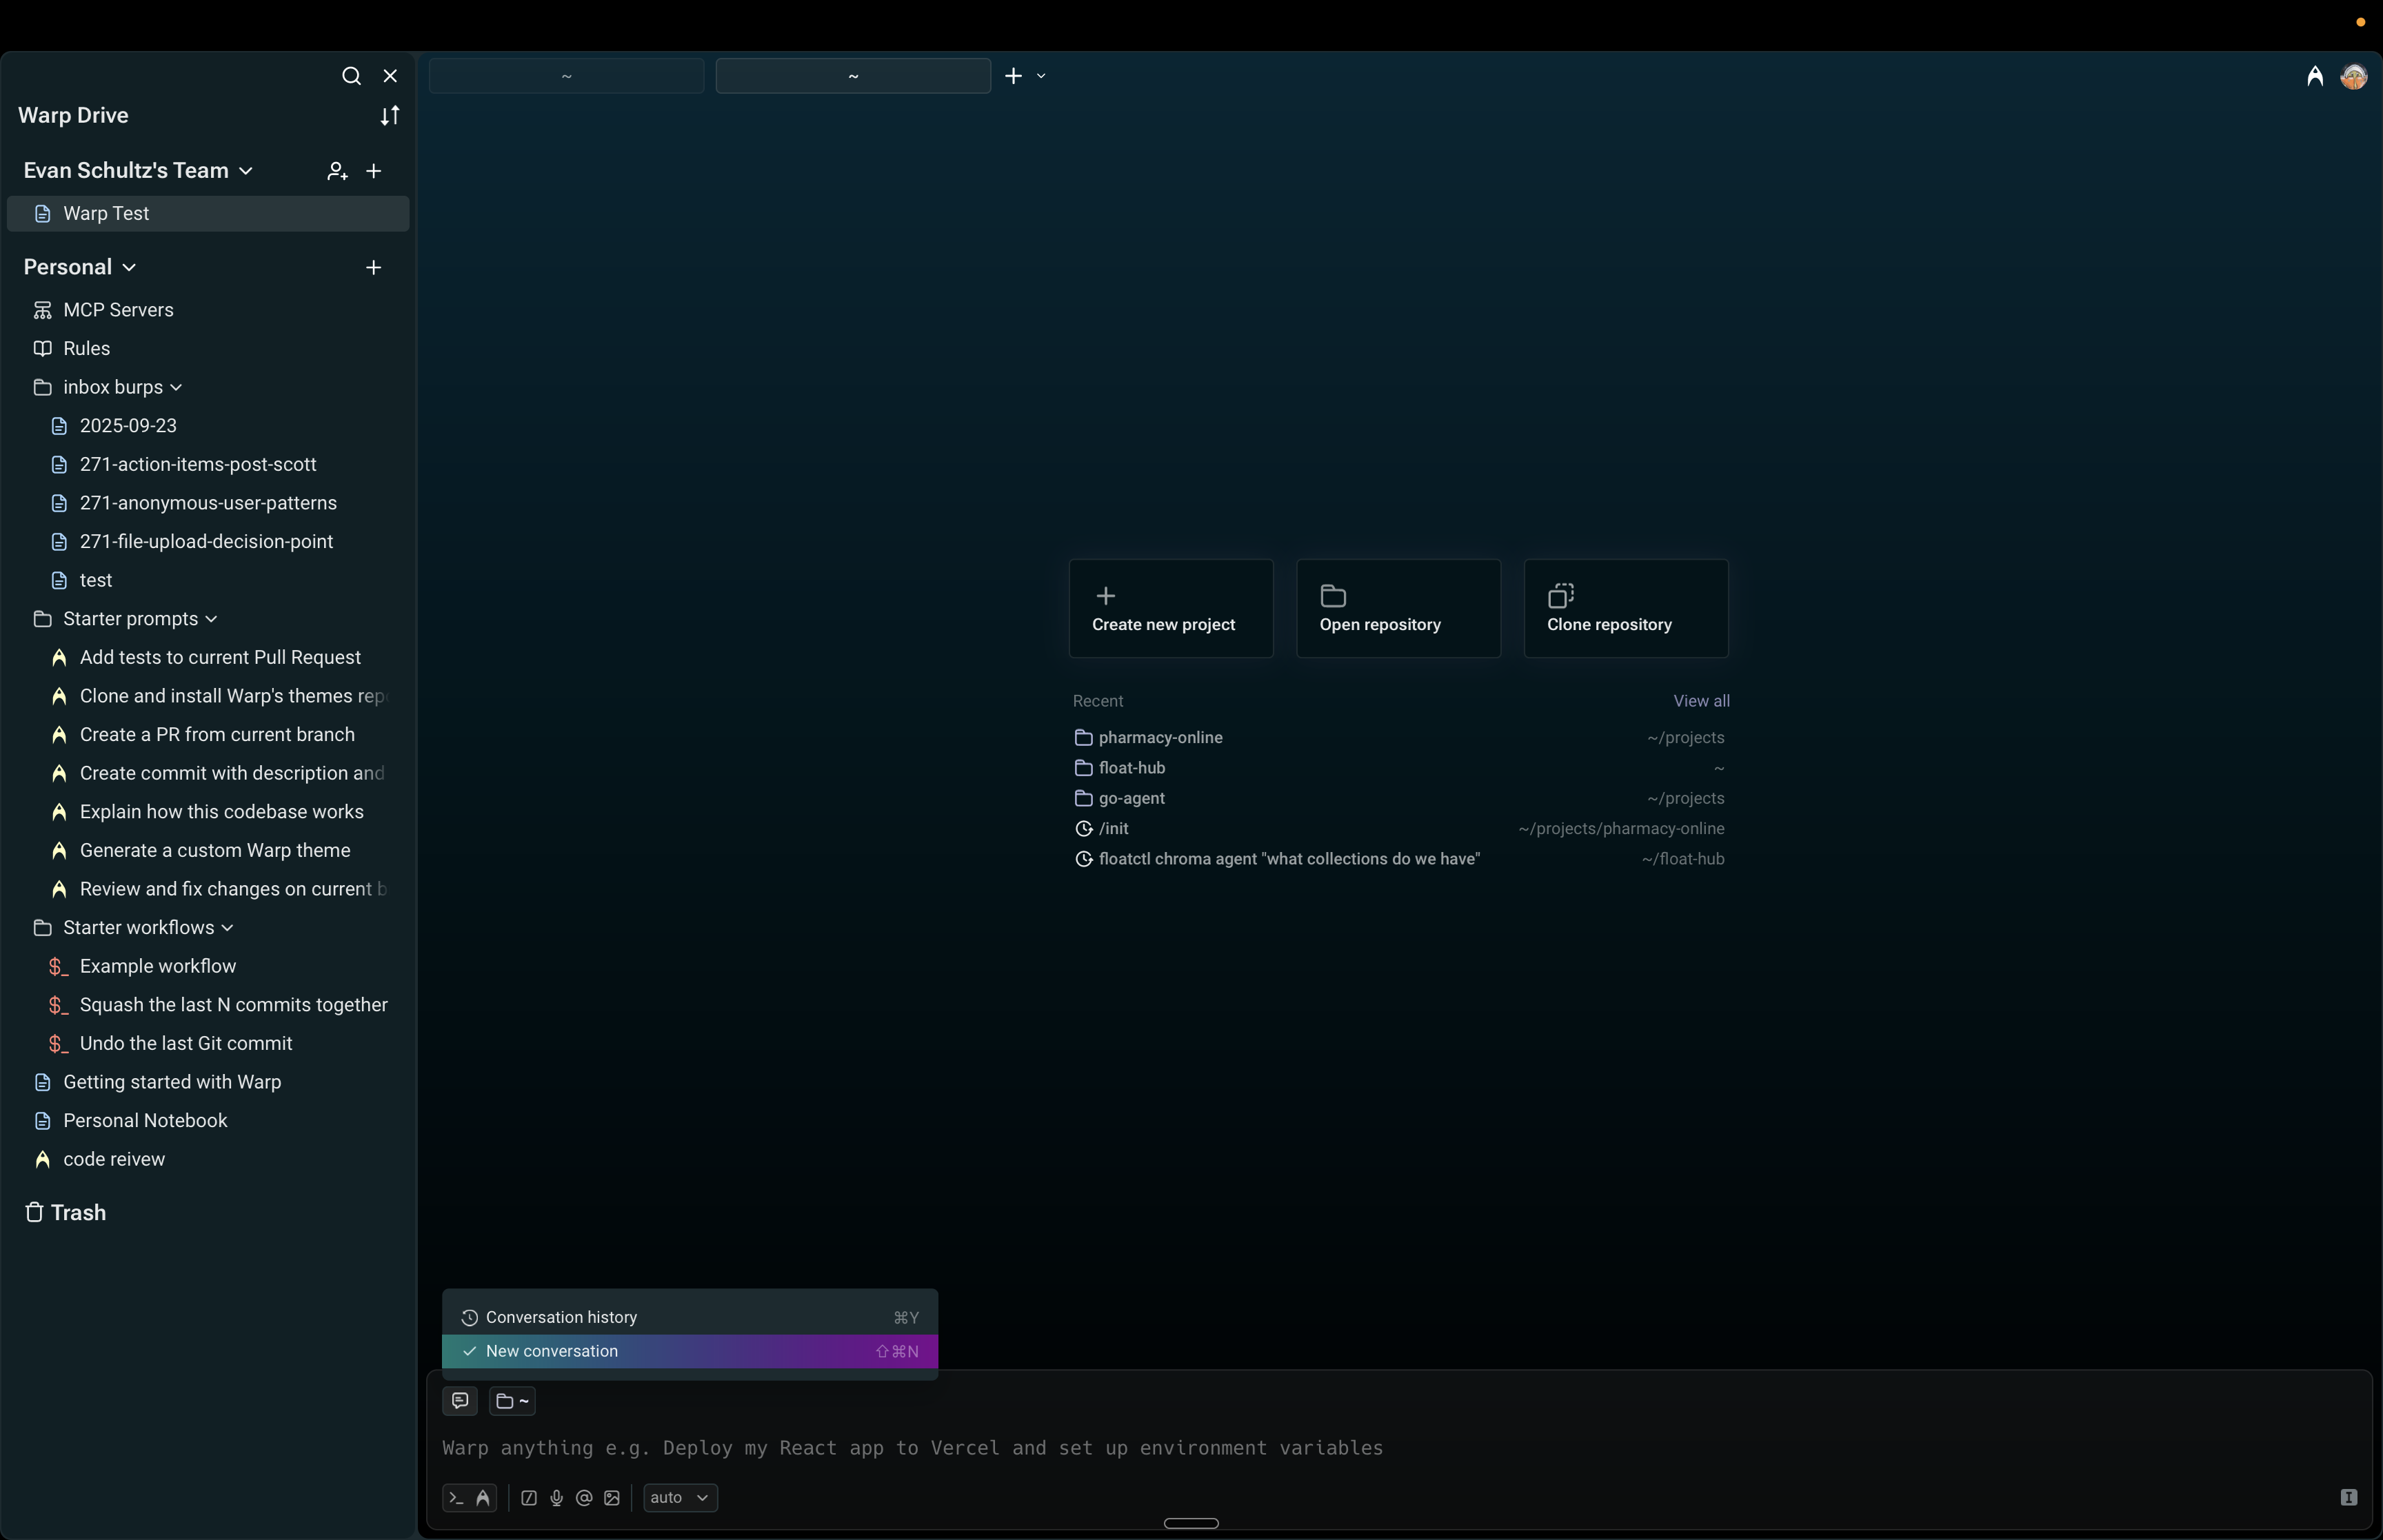 ~
~
Warp Drive
Evan Schultz's Team
Warp Test
Personal
MCP Servers
Rules
inbox burps
2025-09-23
271-action-items-post-scott
271-anonymous-user-patterns
271-file-upload-decision-point
test
Starter prompts
Add tests to current Pull Request
Clone and install Warp's themes rep
Create a PR from current branch
Create commit with description and
Explain how this codebase works
Generate a custom Warp theme
Review and fix changes on current b
Starter workflows
$_ Example workflow
$_ Squash the last N commits together
$_ Undo the last Git commit
Getting started with Warp
Personal Notebook
code reivew
Trash
Create new project
Open repository
Clone repository
Recent View all
pharmacy-online ~/projects
float-hub ~
go-agent ~/projects
/init ~/projects/pharmacy-online
floatctl chroma agent "what collections do we have" ~/float-hub
Conversation history ⌘Y
New conversation ⇧⌘N
~
Warp anything e.g. Deploy my React app to Vercel and set up environment variables
auto